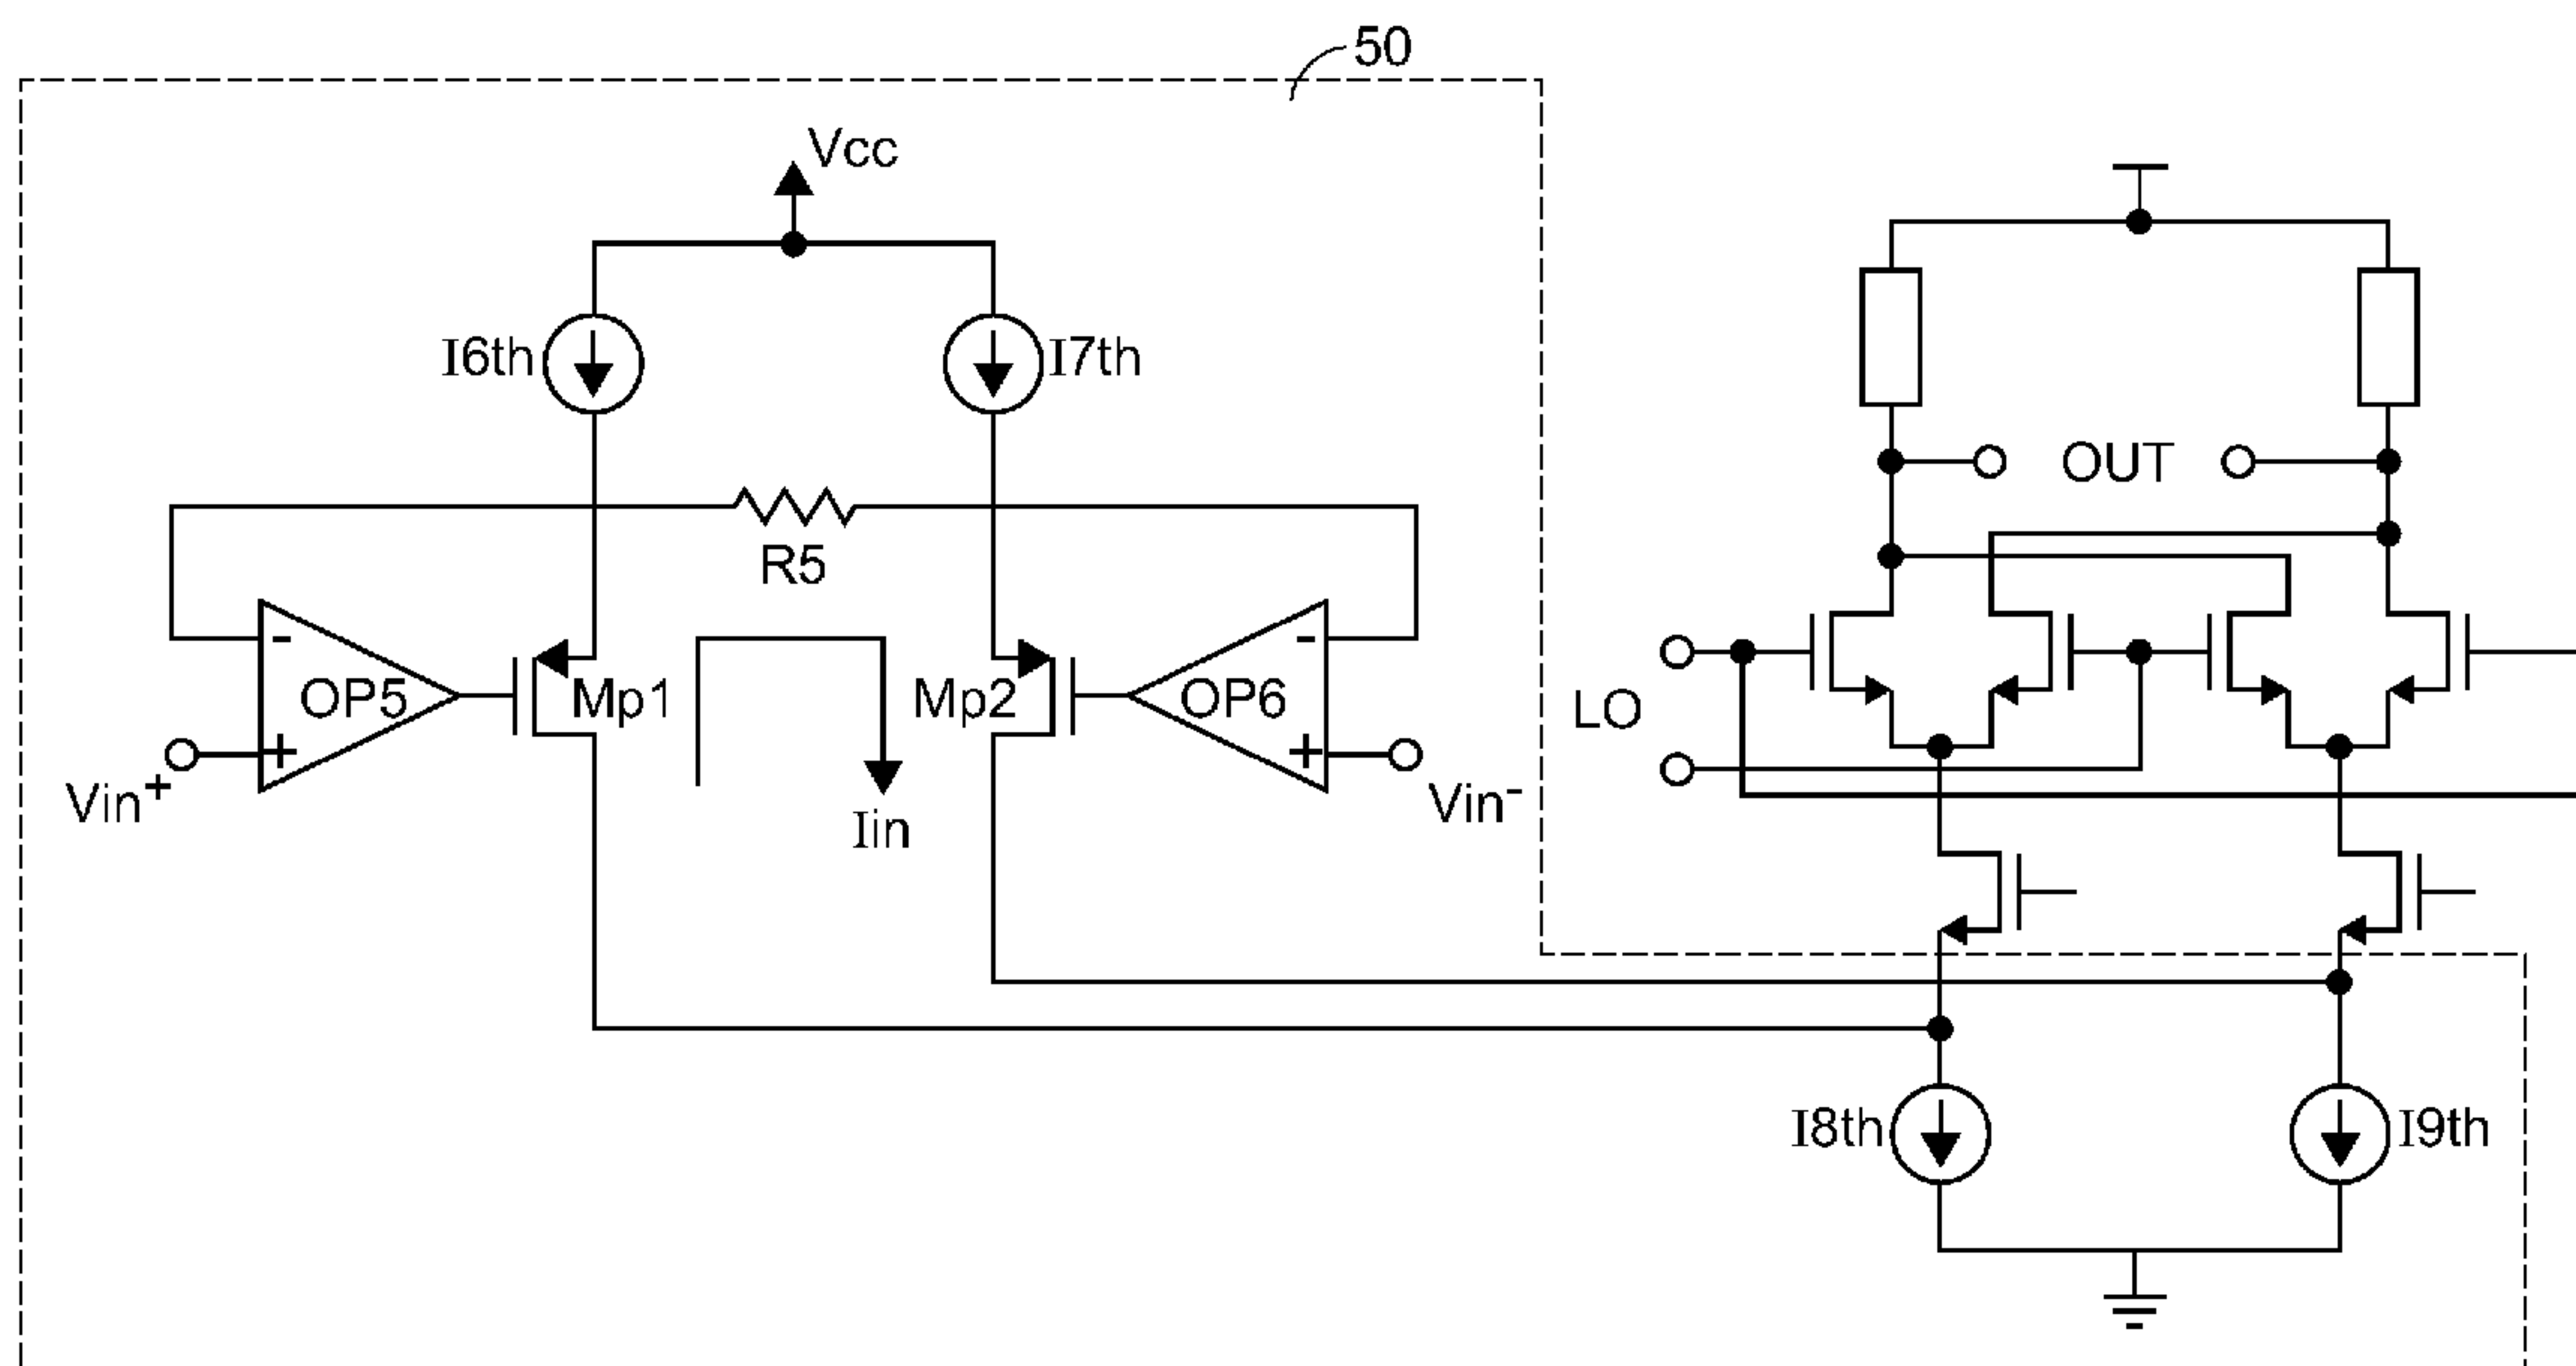 50
Vcc
I6th
I7th
R5
OUT
OP5
Mp1
Mp2
OP6
LO
Vin+
Iin
Vin-
I8th
I9th